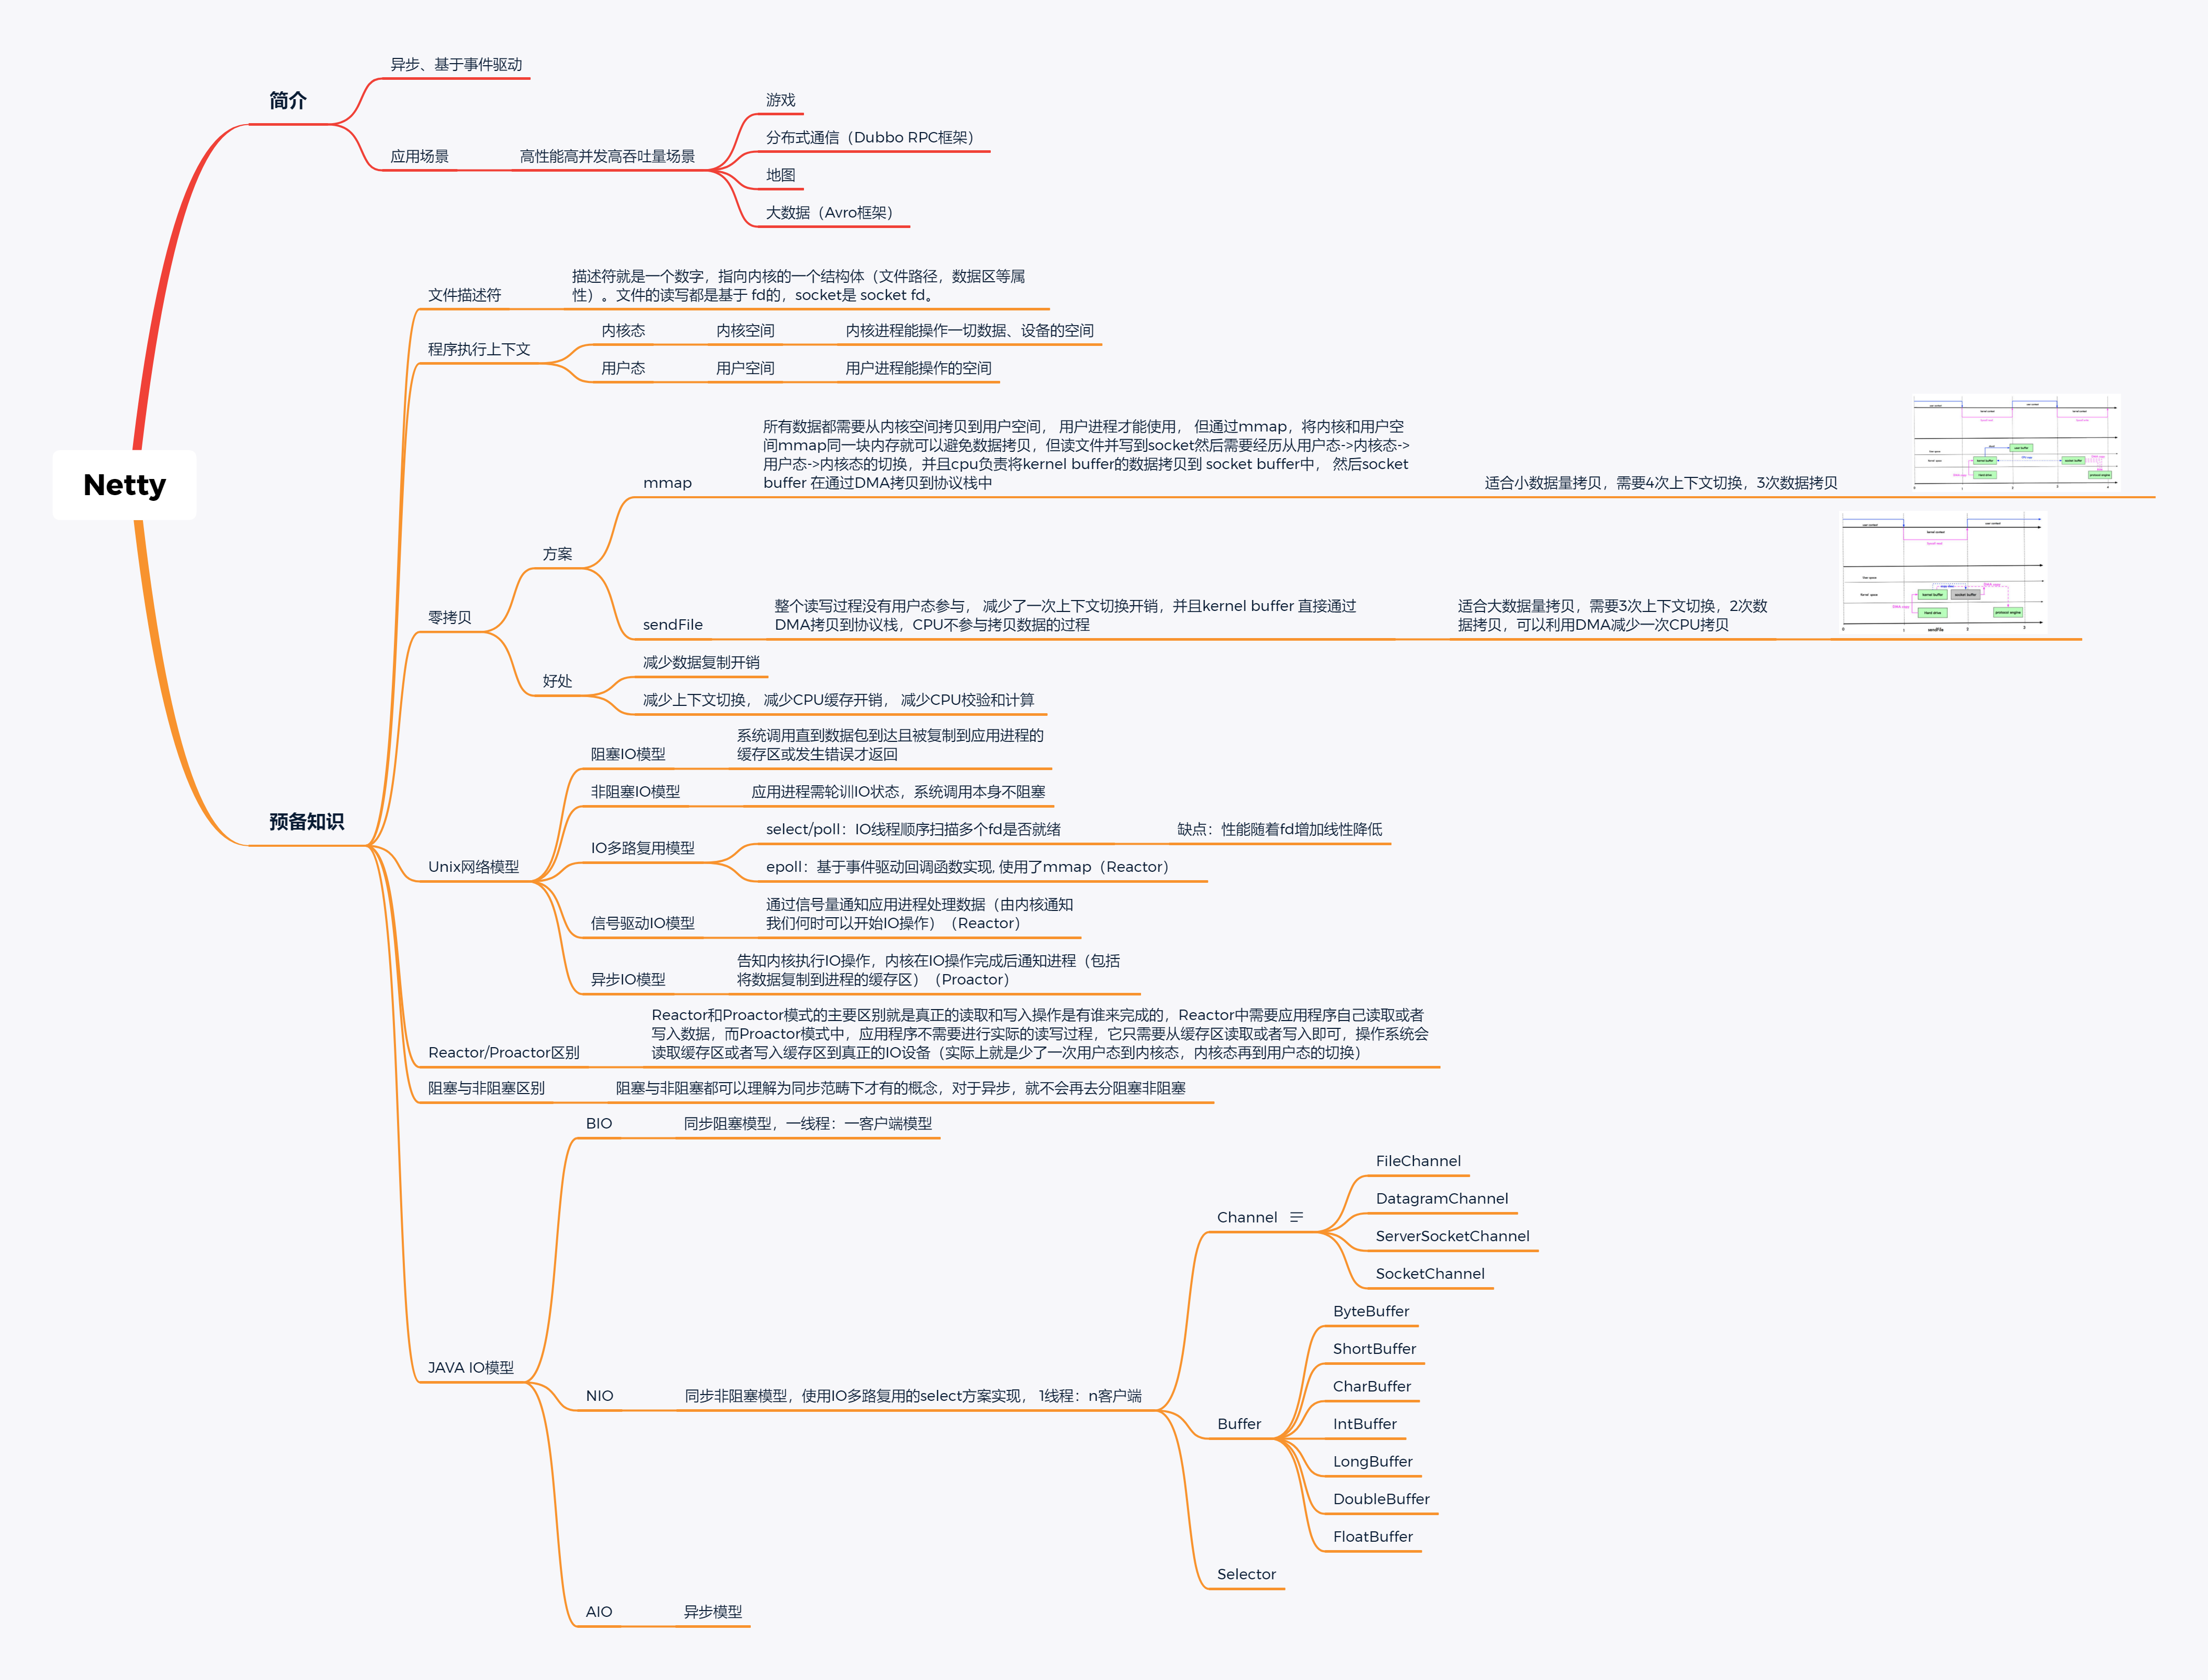 Netty
简介
异步、基于事件驱动
应用场景
高性能高并发高吞吐量场景
游戏
分布式通信（Dubbo RPC框架）
地图
大数据（Avro框架）
预备知识
文件描述符
描述符就是一个数字，指向内核的一个结构体（文件路径，数据区等属
性）。文件的读写都是基于 fd的，socket是 socket fd。
程序执行上下文
内核态
内核空间
内核进程能操作一切数据、设备的空间
用户态
用户空间
用户进程能操作的空间
零拷贝
方案
mmap
所有数据都需要从内核空间拷贝到用户空间， 用户进程才能使用， 但通过mmap，将内核和用户空
间mmap同一块内存就可以避免数据拷贝，但读文件并写到socket然后需要经历从用户态->内核态->
用户态->内核态的切换，并且cpu负责将kernel buffer的数据拷贝到 socket buffer中， 然后socket
buffer 在通过DMA拷贝到协议栈中
适合小数据量拷贝，需要4次上下文切换，3次数据拷贝
sendFile
整个读写过程没有用户态参与， 减少了一次上下文切换开销，并且kernel buffer 直接通过
DMA拷贝到协议栈，CPU不参与拷贝数据的过程
适合大数据量拷贝，需要3次上下文切换，2次数
据拷贝，可以利用DMA减少一次CPU拷贝
kernel buffer
socket buffer
Hard drive
protocol engine
好处
减少数据复制开销
减少上下文切换， 减少CPU缓存开销， 减少CPU校验和计算
Unix网络模型
阻塞IO模型
系统调用直到数据包到达且被复制到应用进程的
缓存区或发生错误才返回
非阻塞IO模型
应用进程需轮训IO状态，系统调用本身不阻塞
IO多路复用模型
select/poll：IO线程顺序扫描多个fd是否就绪
缺点：性能随着fd增加线性降低
epoll：基于事件驱动回调函数实现, 使用了mmap（Reactor）
信号驱动IO模型
通过信号量通知应用进程处理数据（由内核通知
我们何时可以开始IO操作）（Reactor）
异步IO模型
告知内核执行IO操作，内核在IO操作完成后通知进程（包括
将数据复制到进程的缓存区）（Proactor）
Reactor/Proactor区别
Reactor和Proactor模式的主要区别就是真正的读取和写入操作是有谁来完成的，Reactor中需要应用程序自己读取或者
写入数据，而Proactor模式中，应用程序不需要进行实际的读写过程，它只需要从缓存区读取或者写入即可，操作系统会
读取缓存区或者写入缓存区到真正的IO设备（实际上就是少了一次用户态到内核态，内核态再到用户态的切换）
阻塞与非阻塞区别
阻塞与非阻塞都可以理解为同步范畴下才有的概念，对于异步，就不会再去分阻塞非阻塞
JAVA IO模型
BIO
同步阻塞模型，一线程：一客户端模型
NIO
同步非阻塞模型，使用IO多路复用的select方案实现， 1线程：n客户端
Channel
FileChannel
DatagramChannel
ServerSocketChannel
SocketChannel
Buffer
ByteBuffer
ShortBuffer
CharBuffer
IntBuffer
LongBuffer
DoubleBuffer
FloatBuffer
Selector
AIO
异步模型